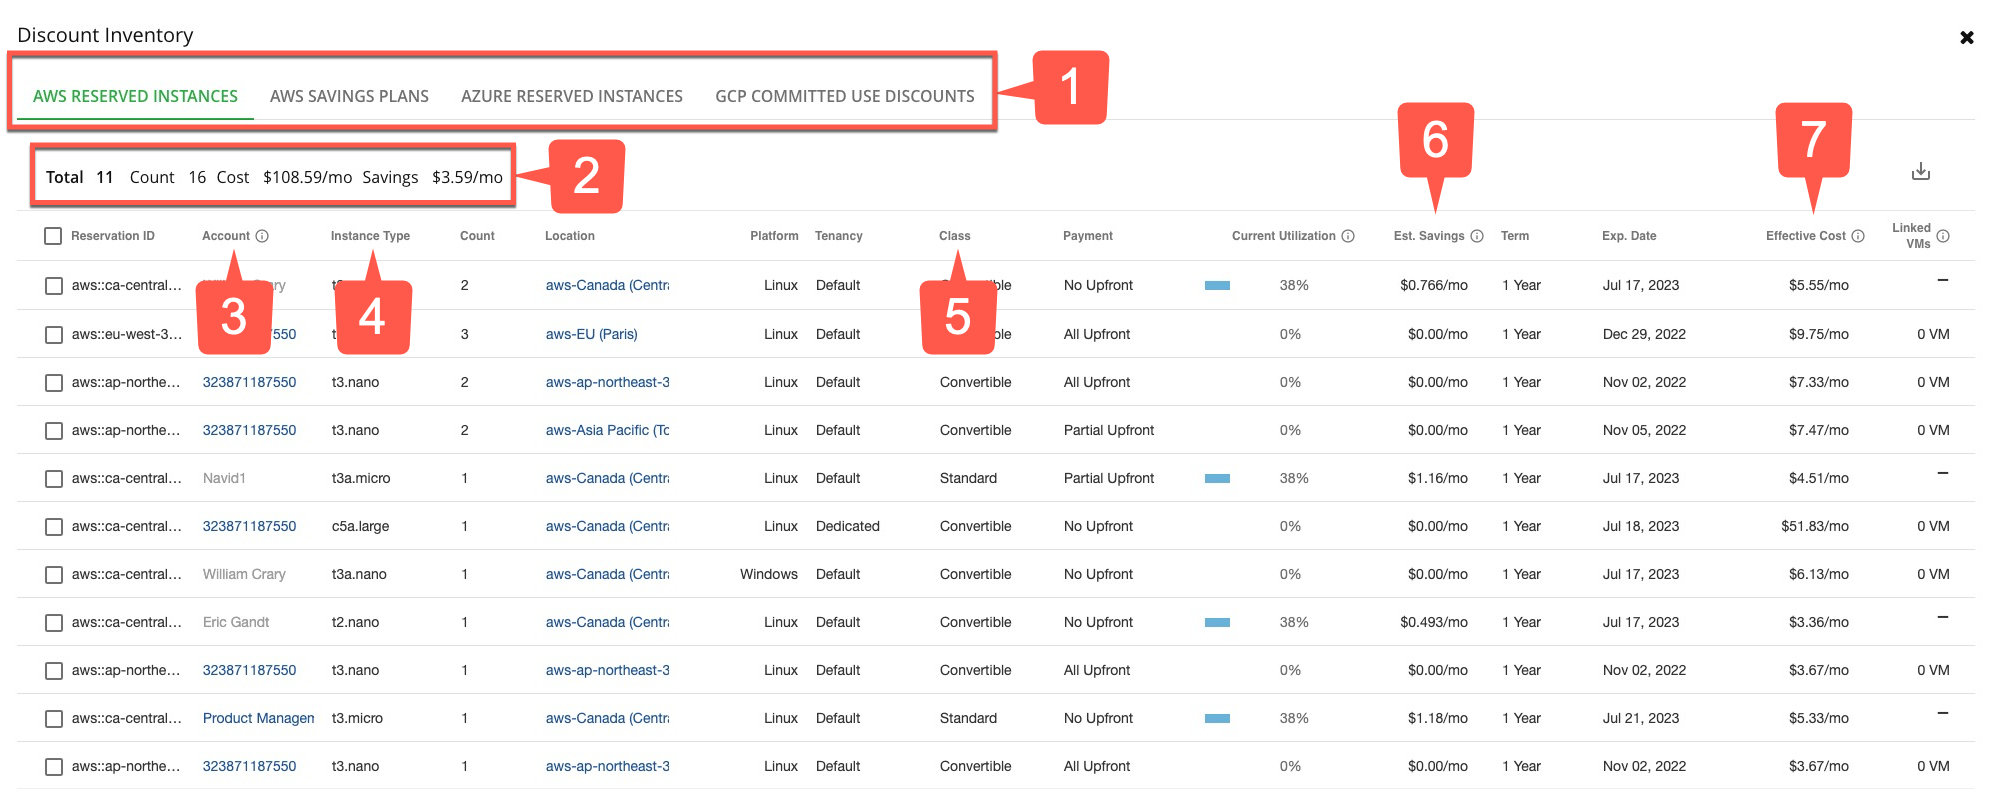 Discount Inventory
AWS RESERVED INSTANCES AWS SAVINGS PLANS AZURE RESERVED INSTANCES GCP COMMITTED USE DISCOUNTS 1
6 7
Total 11 Count 16 Cost $108.59/mo Savings $3.59/mo 2
Reservation ID Account Instance Type Count Location Platform Tenancy Class Payment Current Utilization Est. Savings Term Exp. Date Effective Cost Linked VMs
aws::ca-central... 2 aws-Canada (Centr Linux Default No Upfront 38% $0.766/mo 1 Year Jul 17, 2023 $5.55/mo –
3 4 5
aws::eu-west-3... 7550 3 aws-EU (Paris) Linux Default All Upfront 0% $0.00/mo 1 Year Dec 29, 2022 $9.75/mo 0 VM
aws::ap-northe... 323871187550 t3.nano 2 aws-ap-northeast-3 Linux Default Convertible All Upfront 0% $0.00/mo 1 Year Nov 02, 2022 $7.33/mo 0 VM
aws::ap-northe... 323871187550 t3.nano 2 aws-Asia Pacific (To Linux Default Convertible Partial Upfront 0% $0.00/mo 1 Year Nov 05, 2022 $7.47/mo 0 VM
aws::ca-central... Navid1 t3a.micro 1 aws-Canada (Centr Linux Default Standard Partial Upfront 38% $1.16/mo 1 Year Jul 17, 2023 $4.51/mo –
aws::ca-central... 323871187550 c5a.large 1 aws-Canada (Centr Linux Dedicated Convertible No Upfront 0% $0.00/mo 1 Year Jul 18, 2023 $51.83/mo 0 VM
aws::ca-central... William Crary t3a.nano 1 aws-Canada (Centr Windows Default Convertible No Upfront 0% $0.00/mo 1 Year Jul 17, 2023 $6.13/mo 0 VM
aws::ca-central... Eric Gandt t2.nano 1 aws-Canada (Centr Linux Default Convertible No Upfront 38% $0.493/mo 1 Year Jul 17, 2023 $3.36/mo –
aws::ap-northe... 323871187550 t3.nano 1 aws-ap-northeast-3 Linux Default Convertible All Upfront 0% $0.00/mo 1 Year Nov 02, 2022 $3.67/mo 0 VM
aws::ca-central... Product Managem t3.micro 1 aws-Canada (Centr Linux Default Standard No Upfront 38% $1.18/mo 1 Year Jul 21, 2023 $5.33/mo –
aws::ap-northe... 323871187550 t3.nano 1 aws-ap-northeast-3 Linux Default Convertible All Upfront 0% $0.00/mo 1 Year Nov 02, 2022 $3.67/mo 0 VM